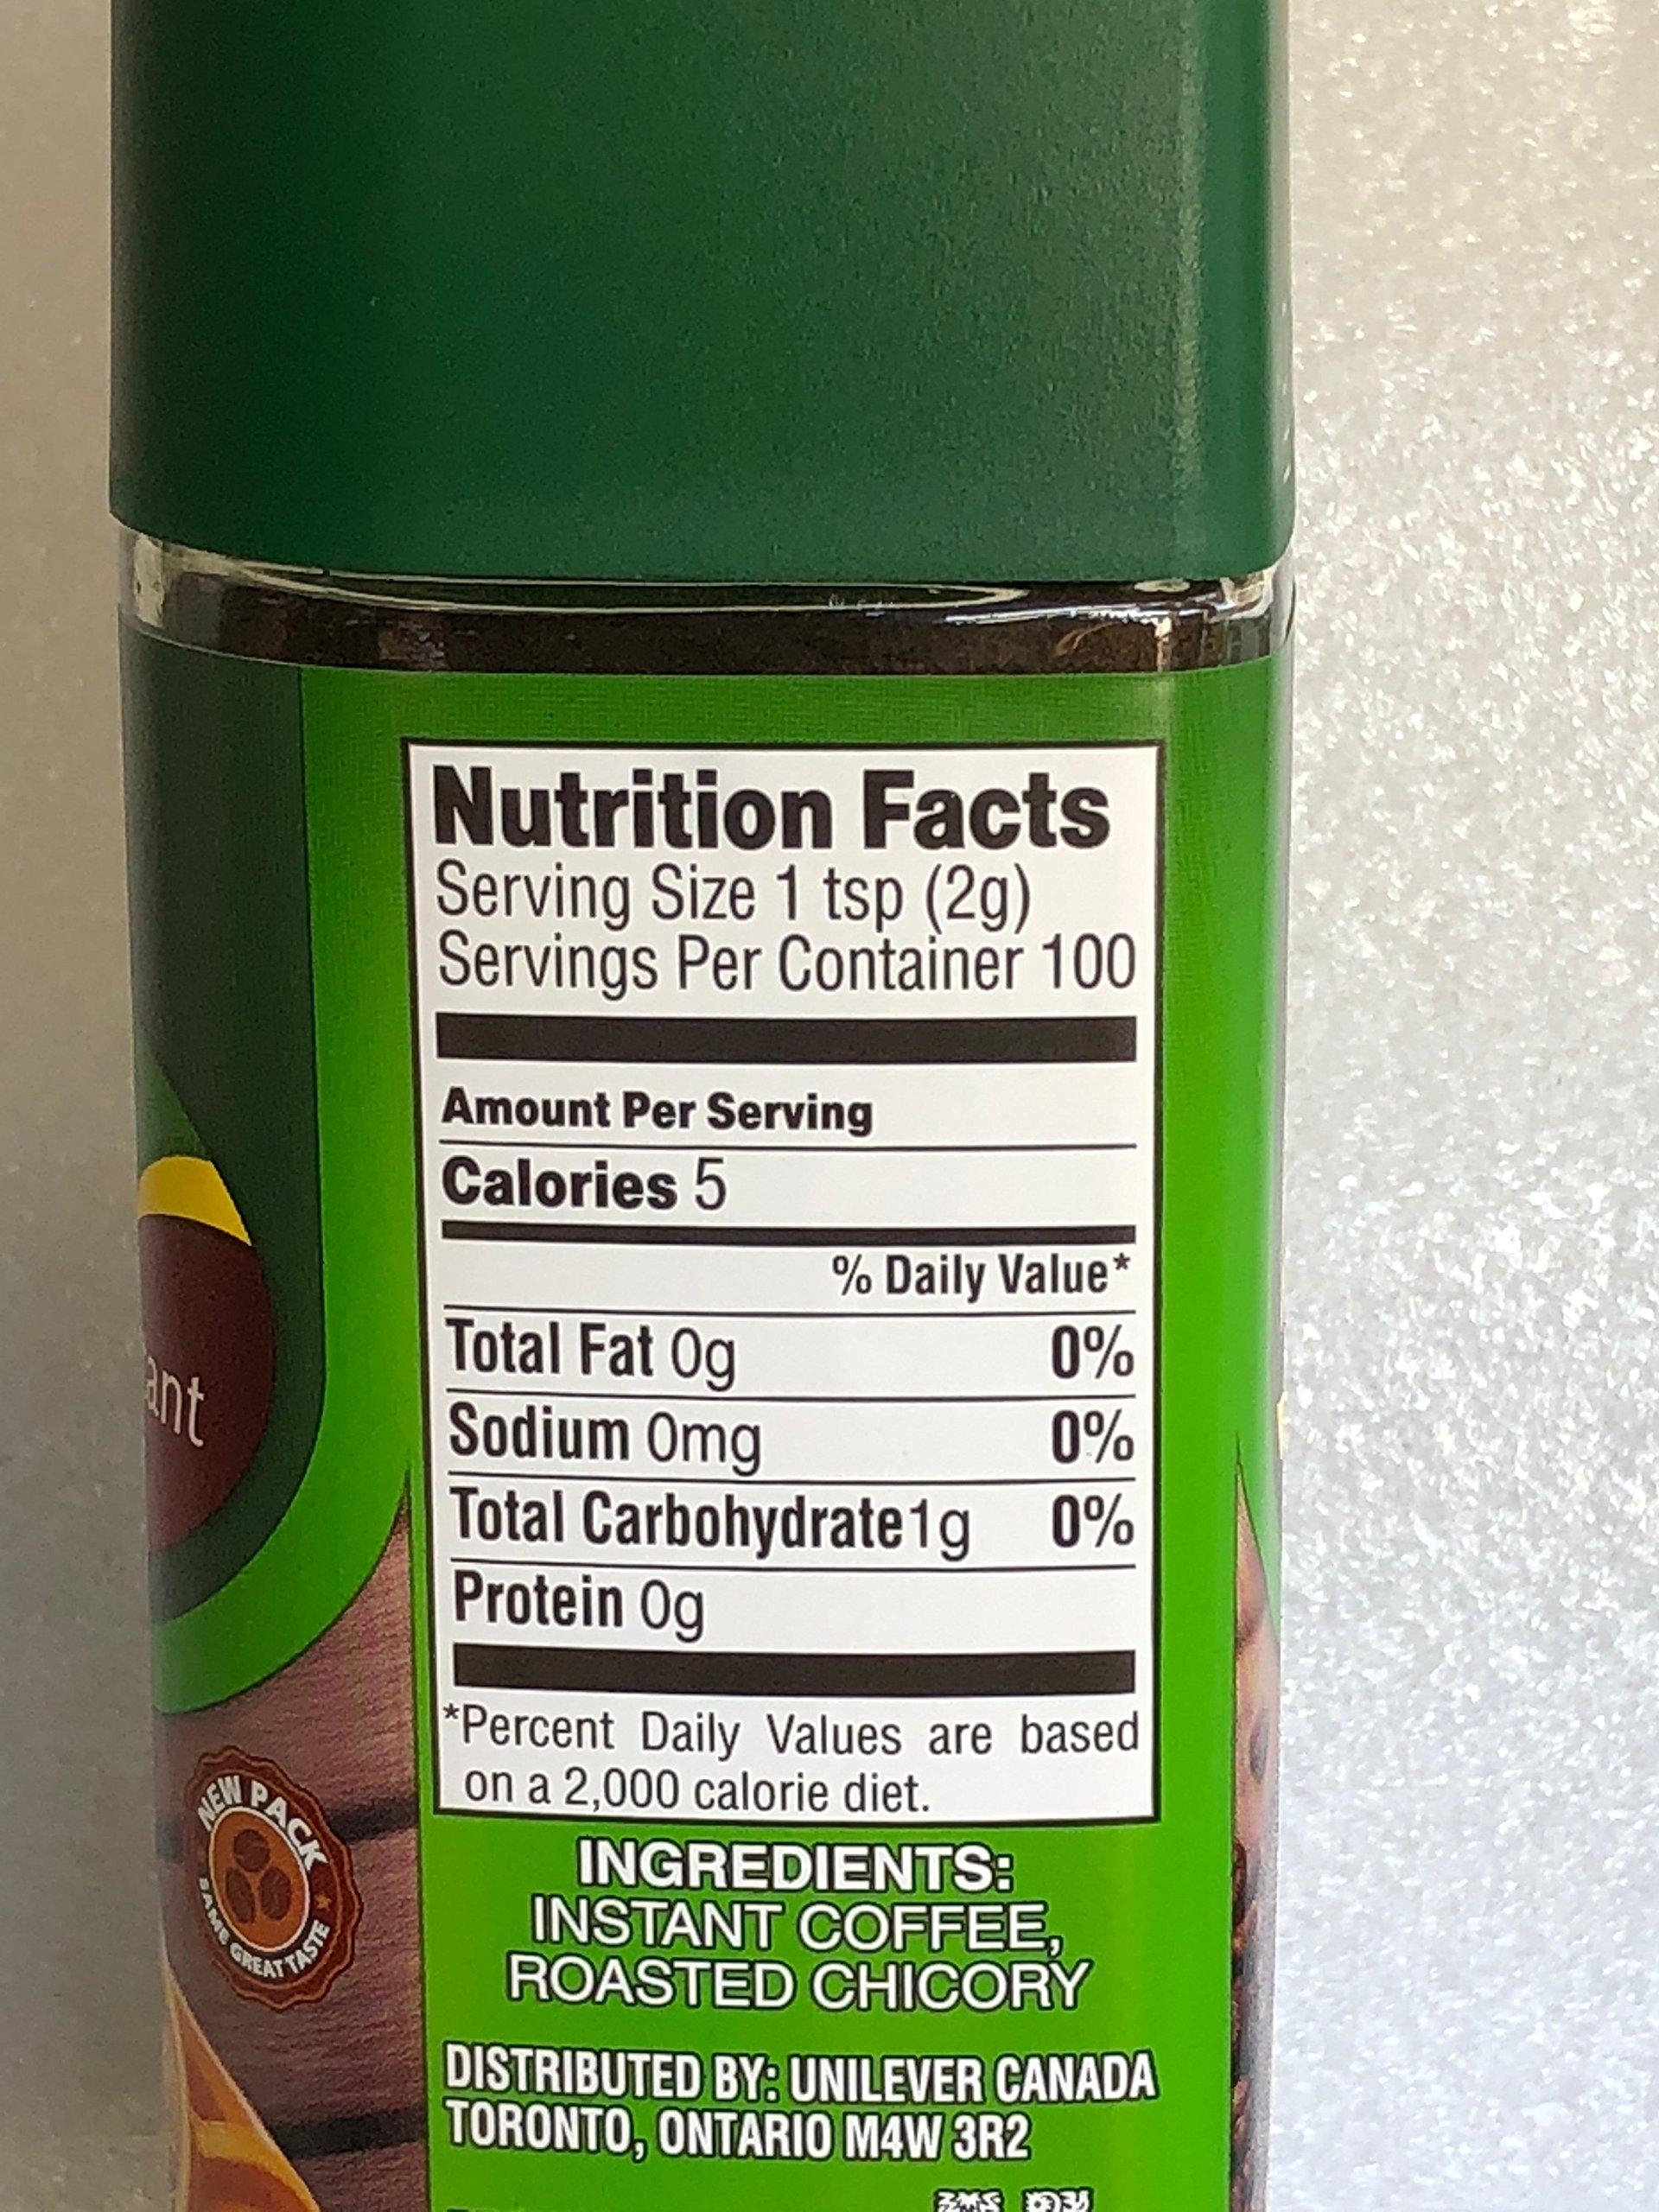 Nutrition Facts
Serving Size 1 tsp (2g)
Servings Per Container 100
Amount Per Serving
Calories 5
% Daily Value*
Total Fat 0g 0%
Sodium 0mg 0%
Total Carbohydrate1g 0%
Protein 0g
*Percent Daily Values are based
on a 2,000 calorie diet.
ant
NEW PACK
SAME GREAT TASTE
INGREDIENTS:
INSTANT COFFEE,
ROASTED CHICORY
DISTRIBUTED BY: UNILEVER CANADA
TORONTO, ONTARIO M4W 3R2